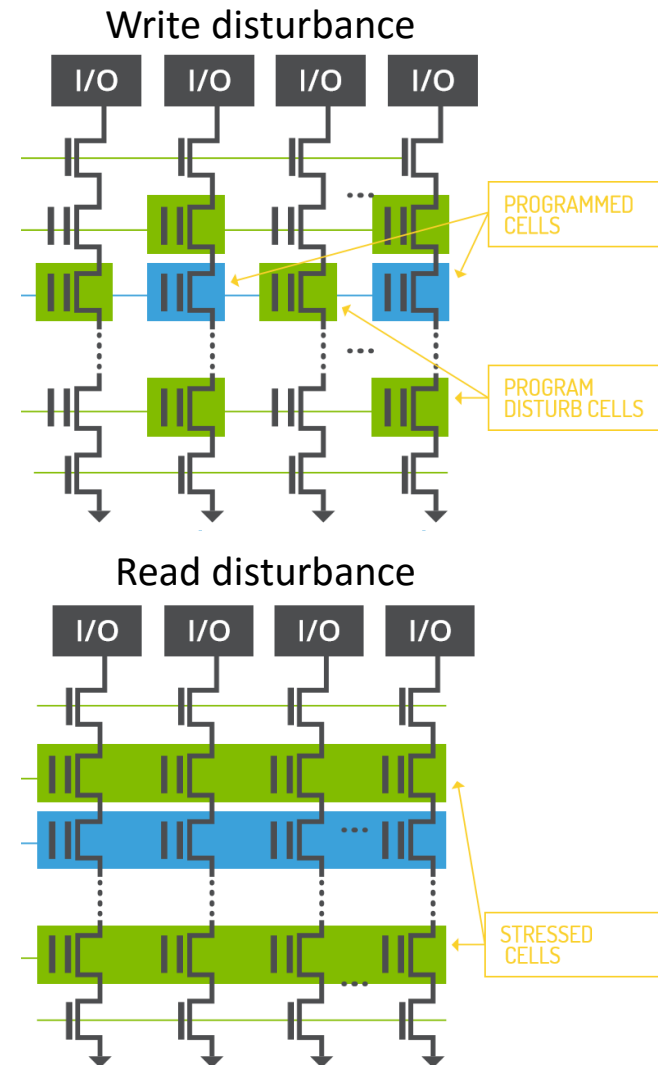 Write disturbance
I/O I/O I/O I/O
PROGRAMMED
CELLS
PROGRAM
DISTURB CELLS
Read disturbance
I/O I/O I/O I/O
STRESSED
CELLS